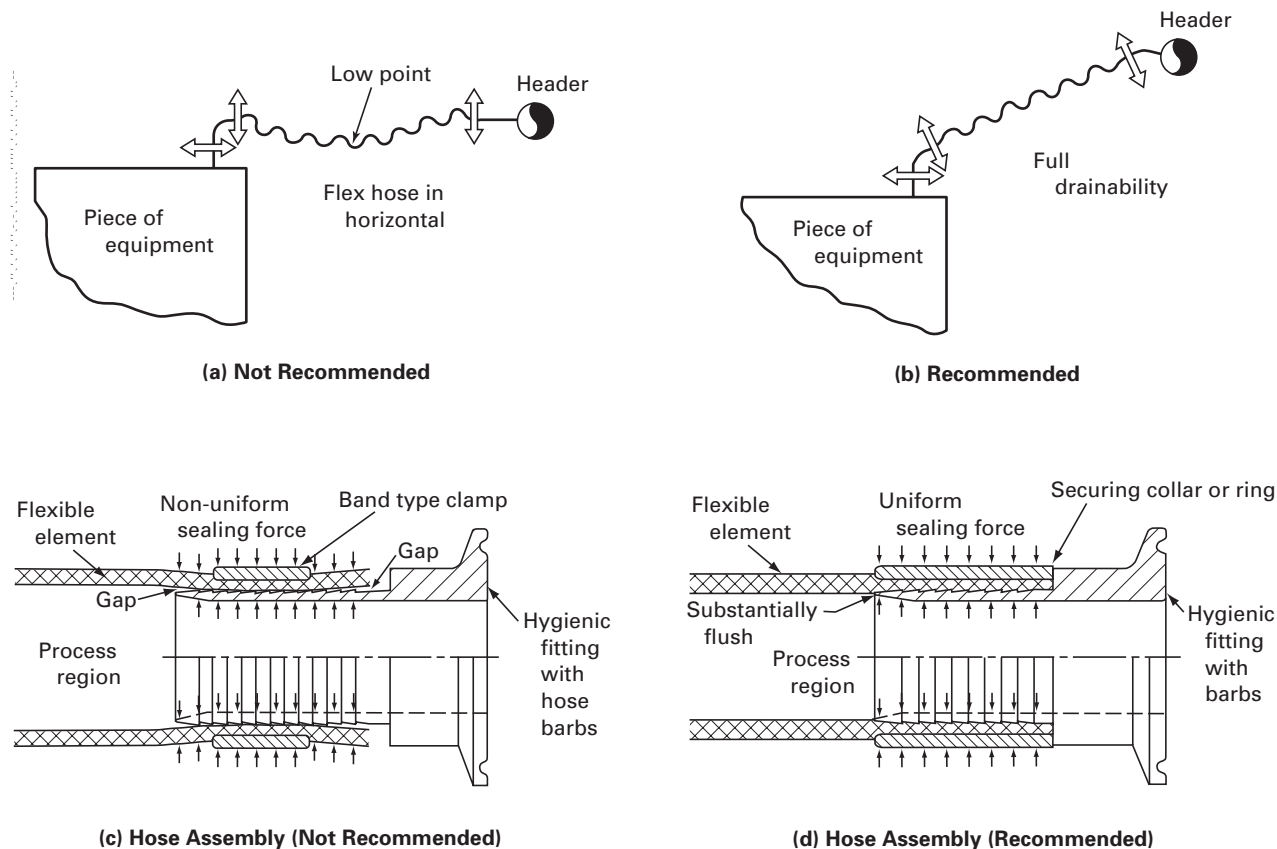 Low point
Header
Flex hose in
horizontal
Piece of
equipment
(a) Not Recommended
Header
Full
drainability
Piece of
equipment
(b) Recommended
Flexible
element
Non-uniform
sealing force
Band type clamp
Gap
Gap
Process
region
Hygienic
fitting
with
hose
barbs
(c) Hose Assembly (Not Recommended)
Flexible
element
Uniform
sealing force
Securing collar or ring
Substantially
flush
Process
region
Hygienic
fitting
with
barbs
(d) Hose Assembly (Recommended)